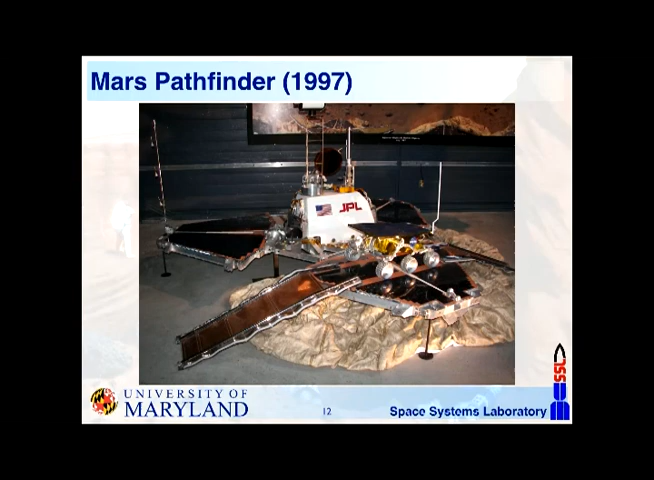 Mars Pathfinder (1997)
JPL
UNIVERSITY OF
MARYLAND
12
Space Systems Laboratory
SSL